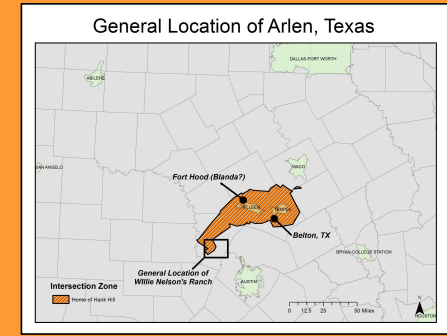 General Location of Arlen, Texas
DALLAS-FORT WORTH
ABILENE
SAN ANGELO
WACO
Fort Hood (Blanda?)
KILLEEN
TEMPLE
Belton, TX
BRYAN-COLLEGE STATION
General Location of
Willie Nelson's Ranch
AUSTIN
Intersection Zone
Home of Hank Hill
N
0 12.5 25 50 Miles
HOUSTON